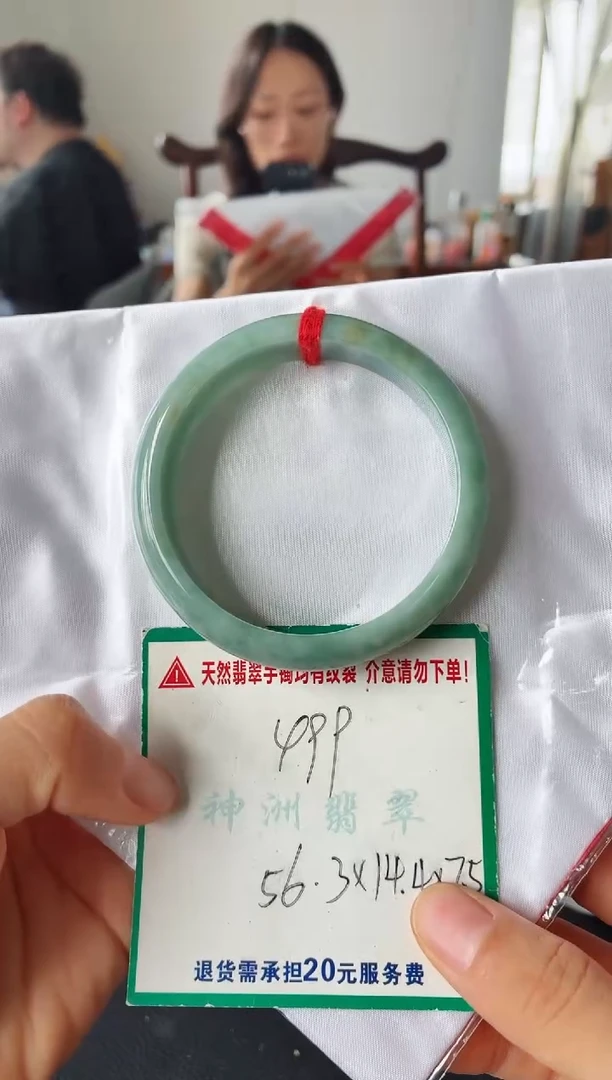 天然翡翠手镯均有纹裂 介意请勿下单!
499
神洲翡翠
56.3x14.4x7.5
退货需承担20元服务费